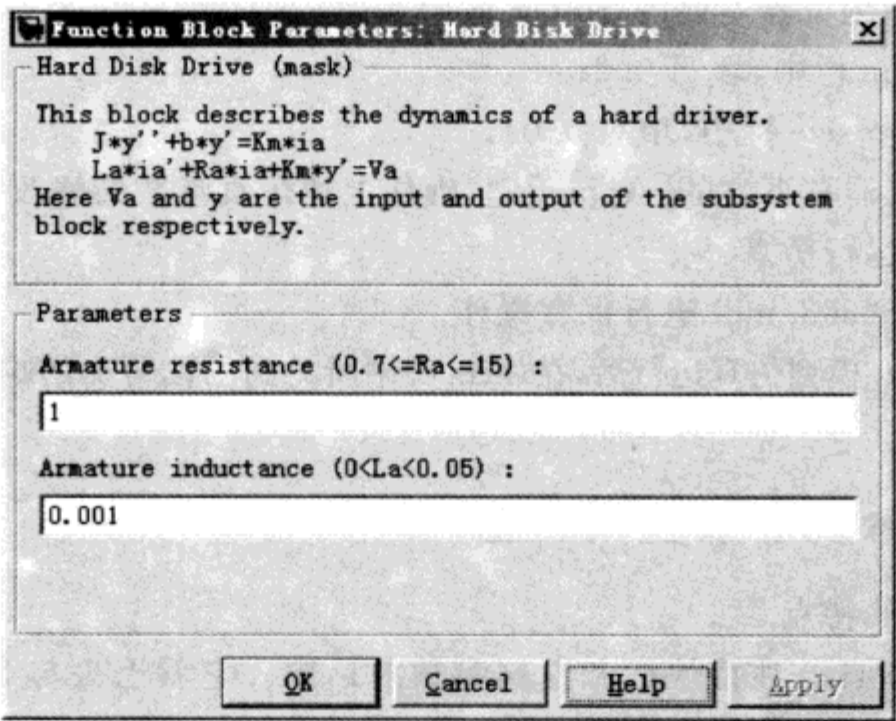 Function Block Parameters: Hard Disk Drive
Hard Disk Drive (mask)
This block describes the dynamics of a hard driver.
J*y''+b*y'=Km*ia
La*ia'+Ra*ia+Km*y'=Va
Here Va and y are the input and output of the subsystem
block respectively.
Parameters
Armature resistance (0.7<=Ra<=15) :
1
Armature inductance (0<La<0.05) :
0.001
OK
Cancel
Help
Apply